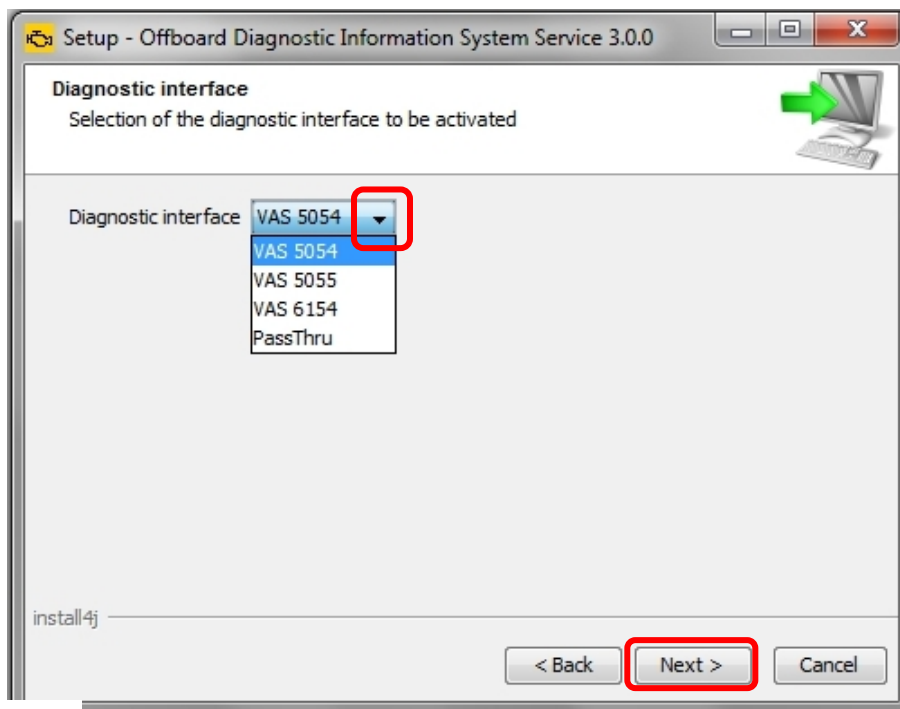 Setup - Offboard Diagnostic Information System Service 3.0.0
Diagnostic interface
Selection of the diagnostic interface to be activated
Diagnostic interface VAS 5054
VAS 5054
VAS 5055
VAS 6154
PassThru
install4j
< Back Next > Cancel